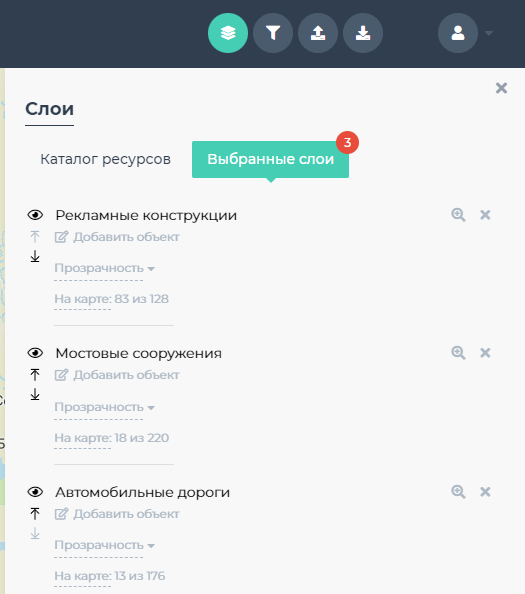 Слои
Каталог ресурсов
Выбранные слои
3
Рекламные конструкции
Добавить объект
Прозрачность
На карте: 83 из 128
Мостовые сооружения
Добавить объект
Прозрачность
На карте: 18 из 220
Автомобильные дороги
Добавить объект
Прозрачность
На карте: 13 из 176